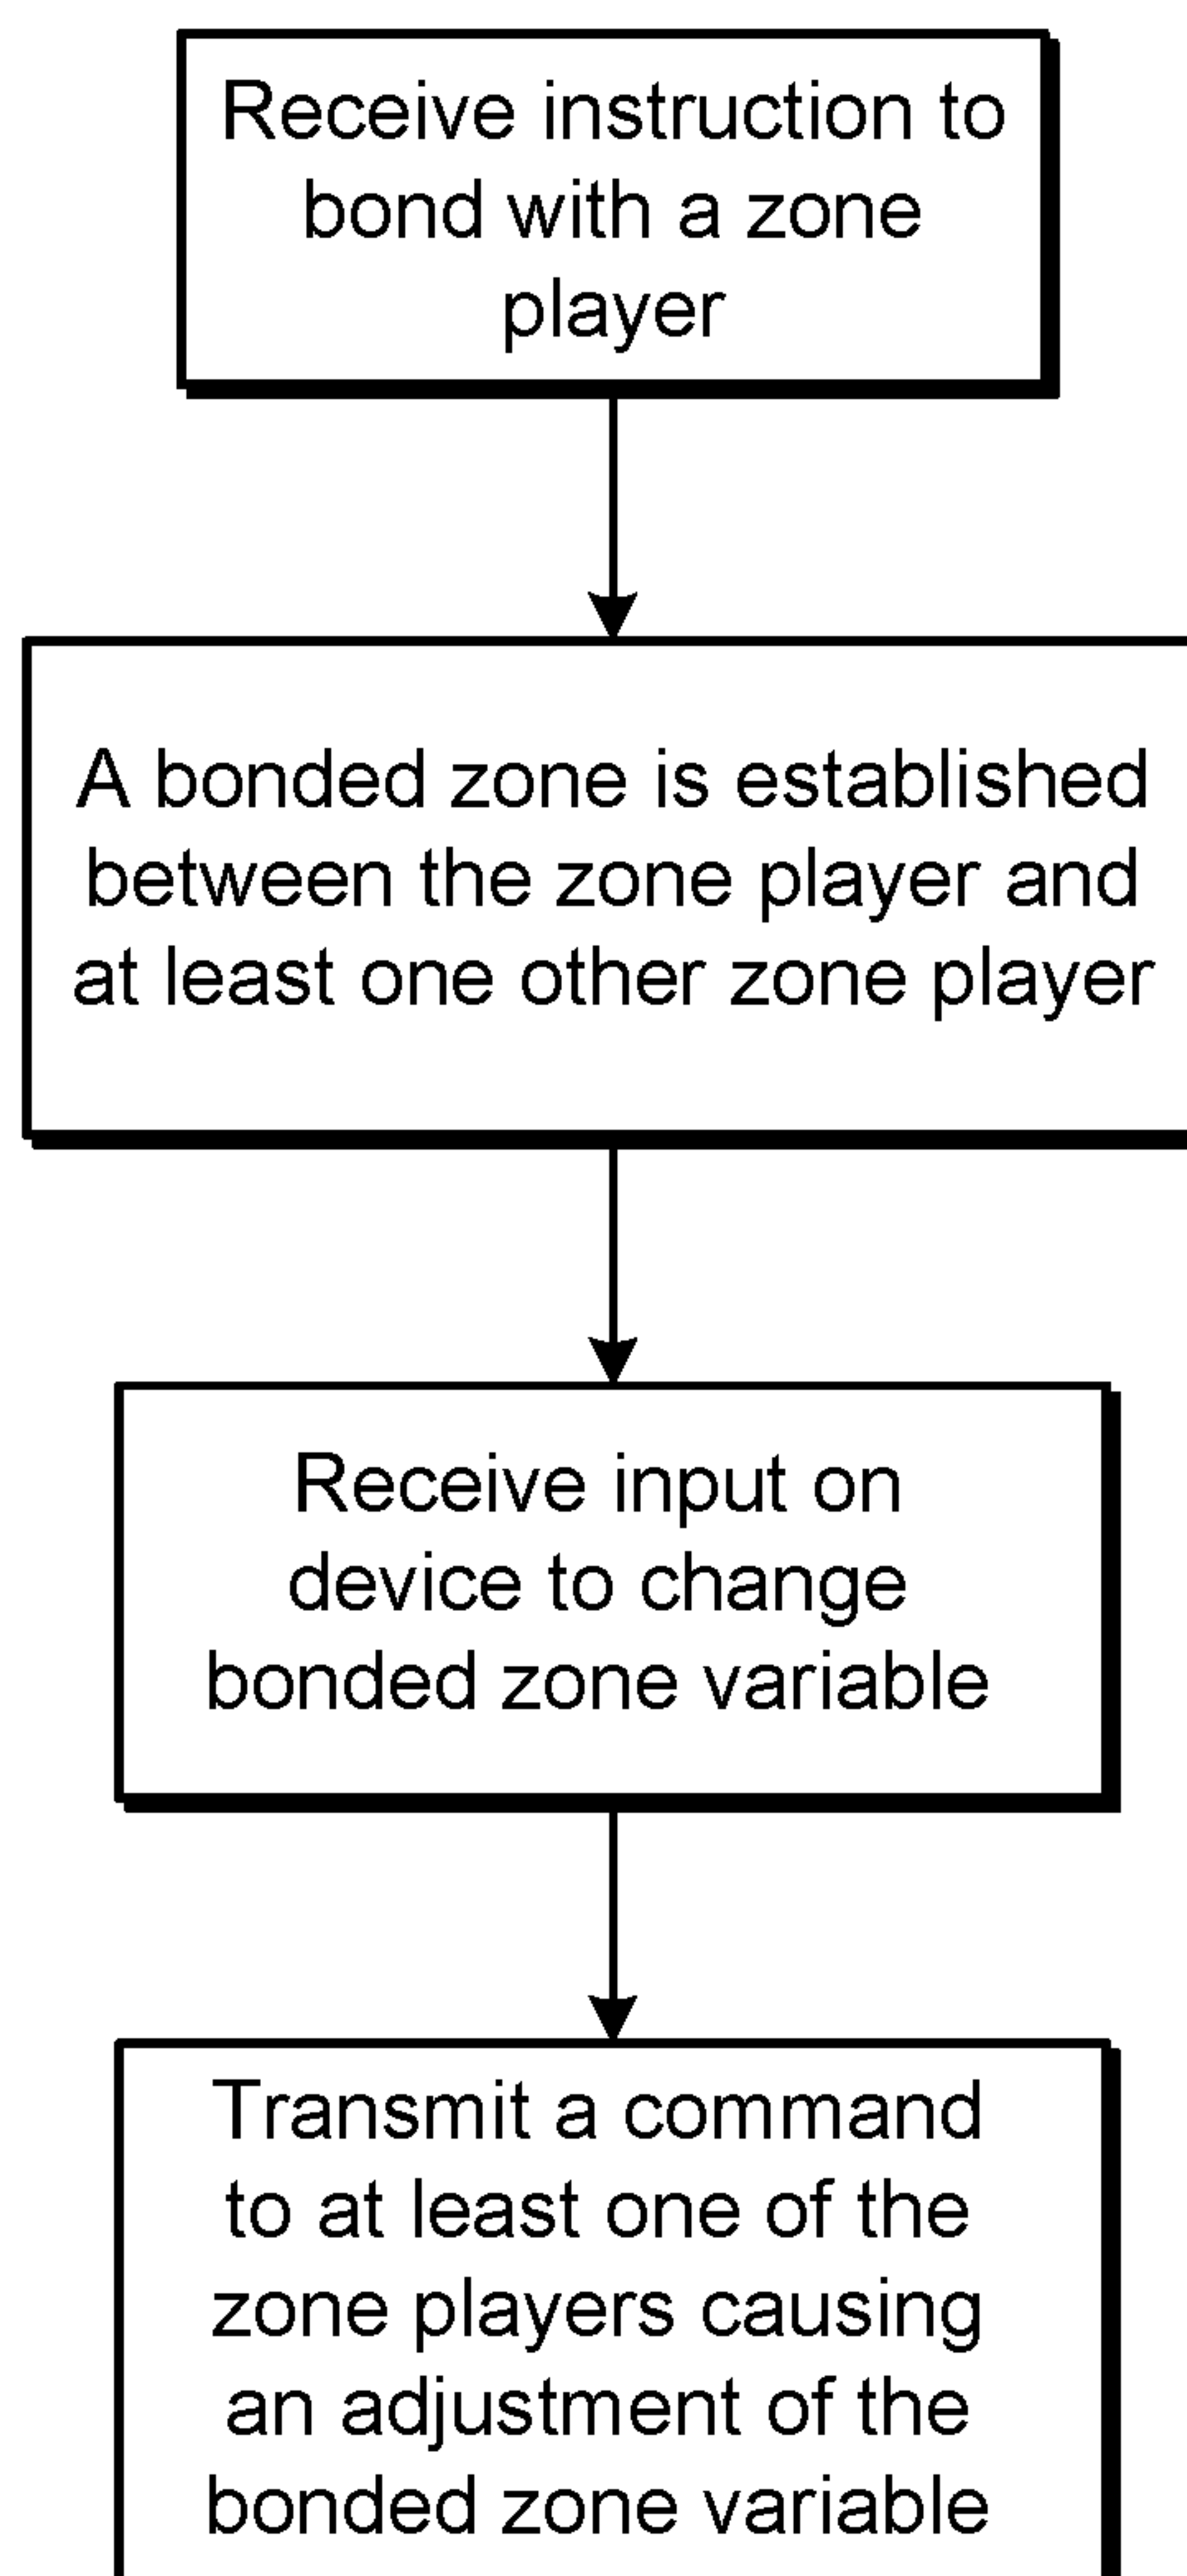 Receive instruction to
bond with a zone
player
A bonded zone is established
between the zone player and
at least one other zone player
Receive input on
device to change
bonded zone variable
Transmit a command
to at least one of the
zone players causing
an adjustment of the
bonded zone variable